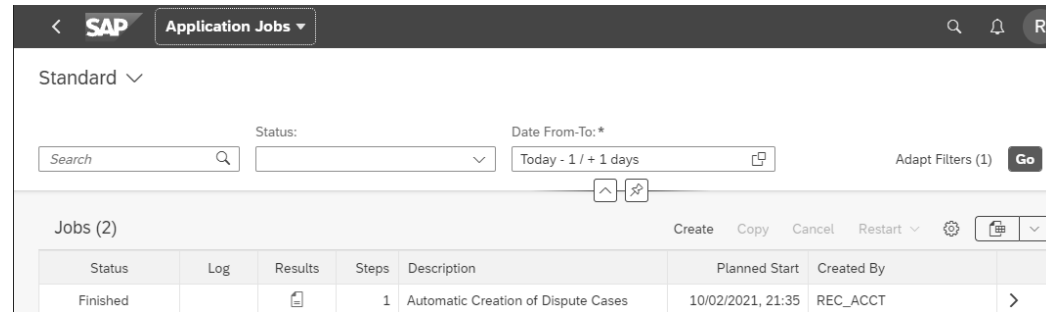 SAP Application Jobs R
Standard
Status: Date From-To:*
Search Today - 1 / + 1 days Adapt Filters (1) Go
Jobs (2) Create Copy Cancel Restart
Status Log Results Steps Description Planned Start Created By
Finished 1 Automatic Creation of Dispute Cases 10/02/2021, 21:35 REC_ACCT